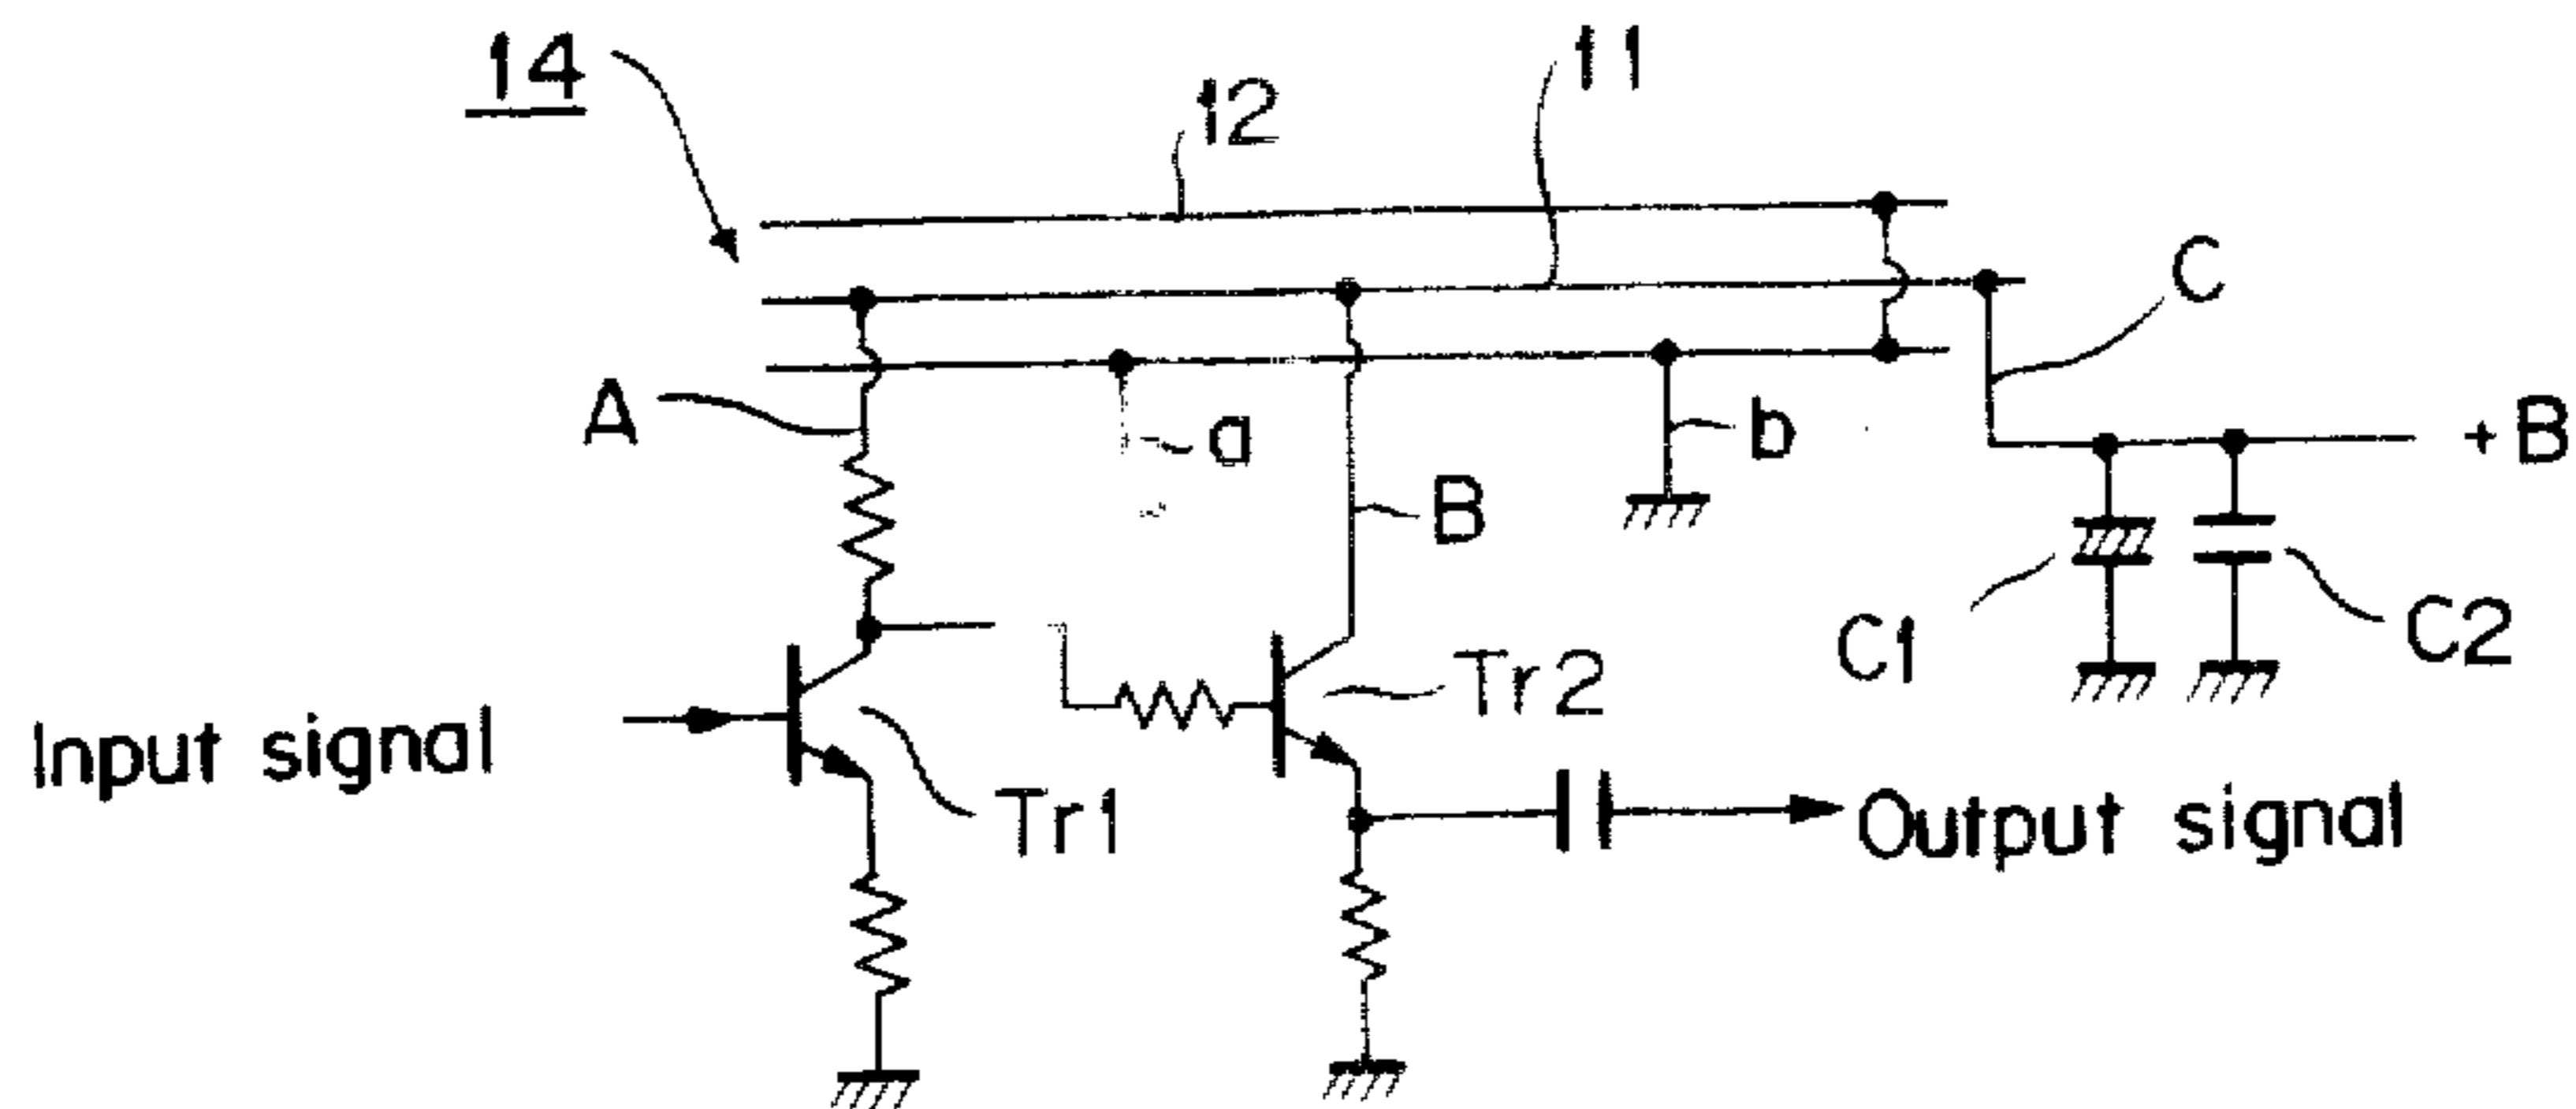 14
12
11
C
A
a
b
+B
B
C1
C2
Tr2
Input signal
Tr1
Output signal